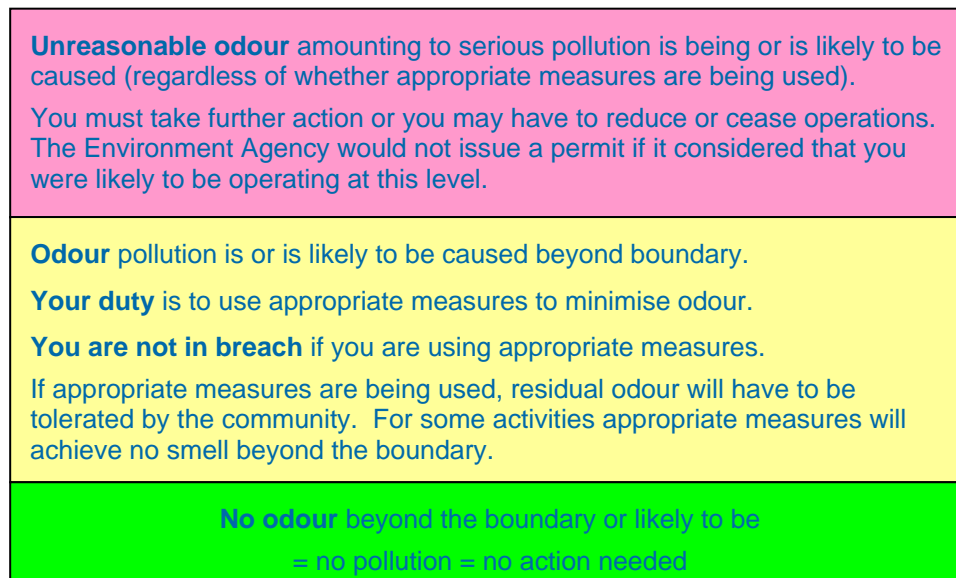 Unreasonable odour amounting to serious pollution is being or is likely to be
caused (regardless of whether appropriate measures are being used).
You must take further action or you may have to reduce or cease operations.
The Environment Agency would not issue a permit if it considered that you
were likely to be operating at this level.
Odour pollution is or is likely to be caused beyond boundary.
Your duty is to use appropriate measures to minimise odour.
You are not in breach if you are using appropriate measures.
If appropriate measures are being used, residual odour will have to be
tolerated by the community.  For some activities appropriate measures will
achieve no smell beyond the boundary.
No odour beyond the boundary or likely to be
= no pollution = no action needed